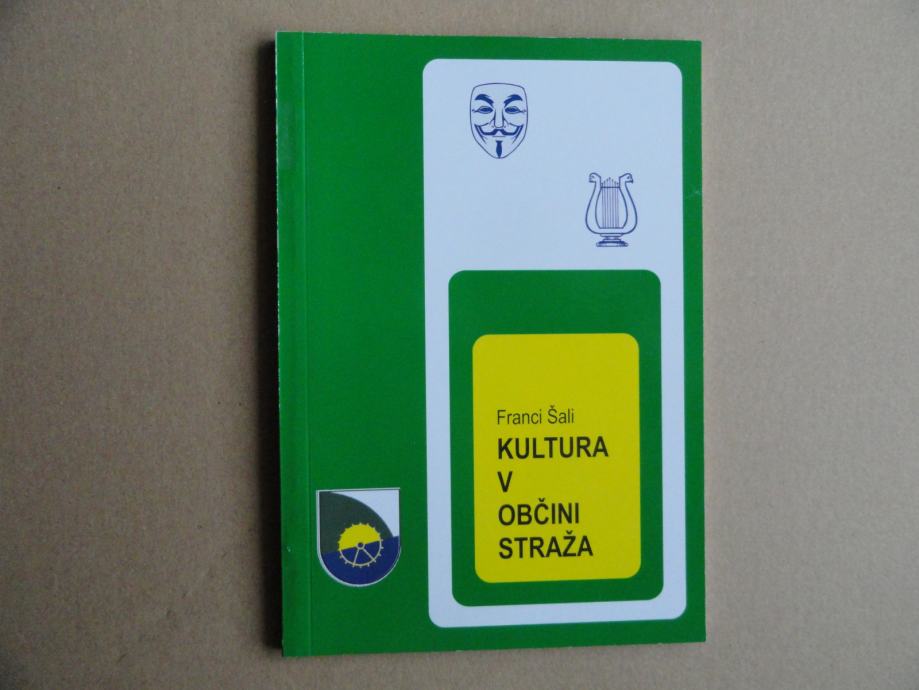 Franci Šali
KULTURA
V
OBČINI
STRAŽA